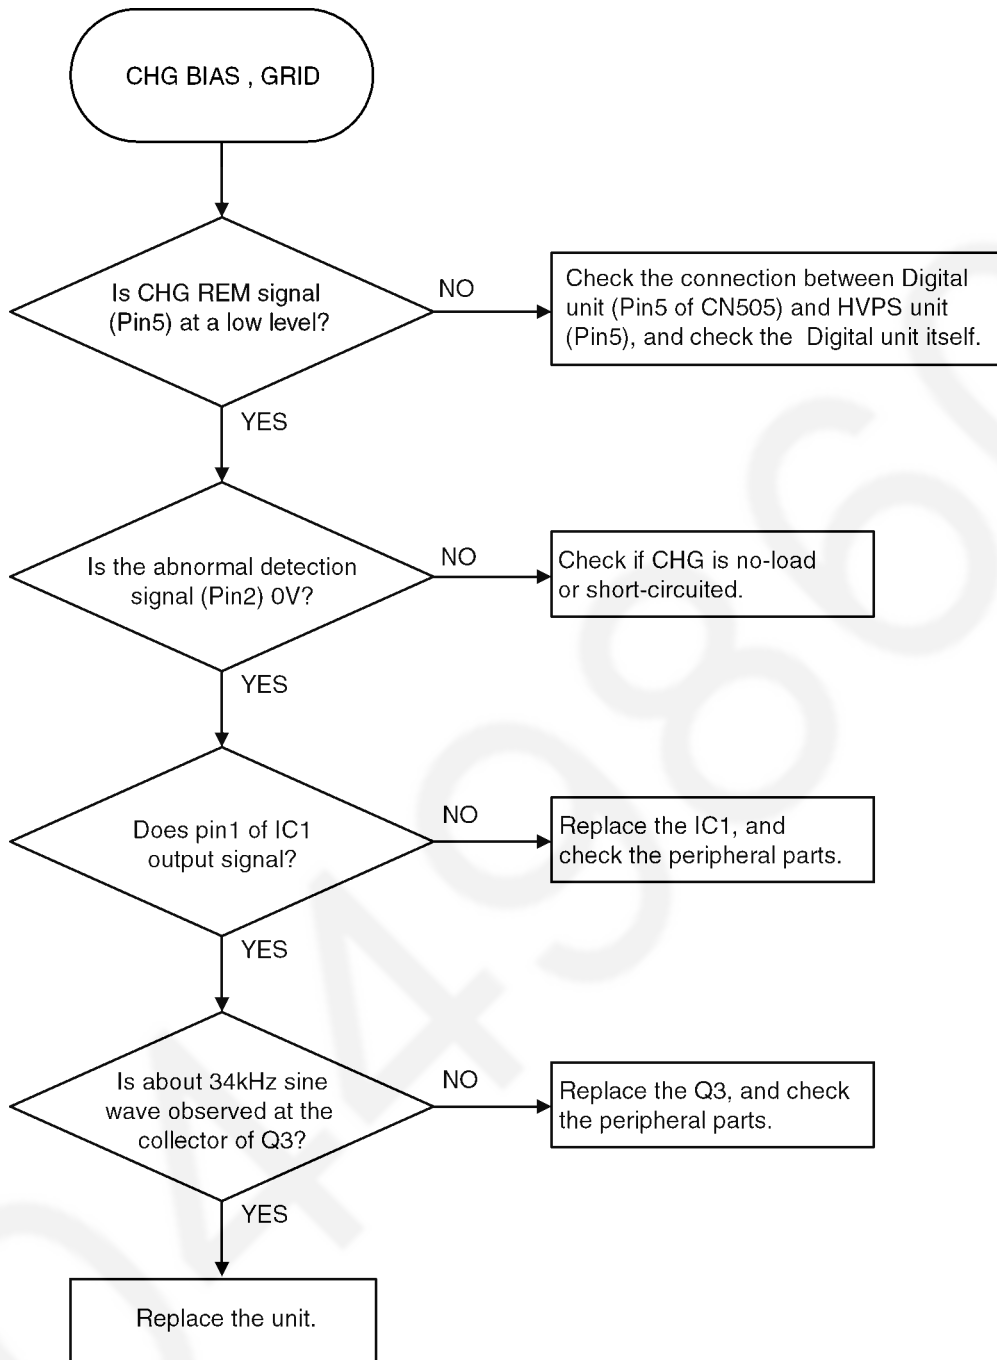 CHG BIAS , GRID
Is CHG REM signal
(Pin5) at a low level?
NO
Check the connection between Digital
unit (Pin5 of CN505) and HVPS unit
(Pin5), and check the Digital unit itself.
YES
Is the abnormal detection
signal (Pin2) 0V?
NO
Check if CHG is no-load
or short-circuited.
YES
Does pin1 of IC1
output signal?
NO
Replace the IC1, and
check the peripheral parts.
YES
Is about 34kHz sine
wave observed at the
collector of Q3?
NO
Replace the Q3, and check
the peripheral parts.
YES
Replace the unit.